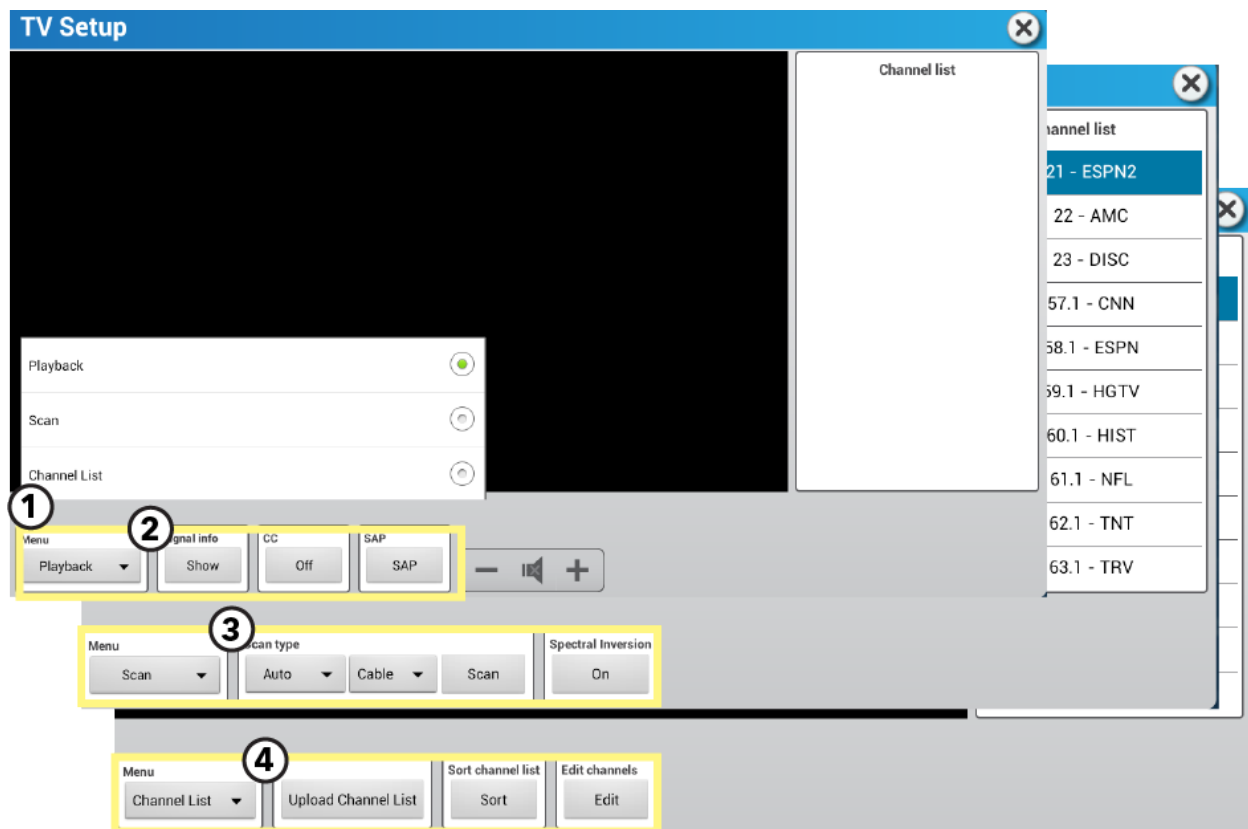 TV Setup
Channel list
hannel list
21 - ESPN2
22 - AMC
23 - DISC
57.1 - CNN
58.1 - ESPN
59.1 - HGTV
60.1 - HIST
61.1 - NFL
62.1 - TNT
63.1 - TRV
Playback
Scan
Channel List
1
2
Menu
ignal info
CC
SAP
Playback
Show
Off
SAP
3
Menu
can type
Spectral Inversion
Scan
Auto
Cable
Scan
On
4
Menu
Sort channel list
Edit channels
Channel List
Upload Channel List
Sort
Edit